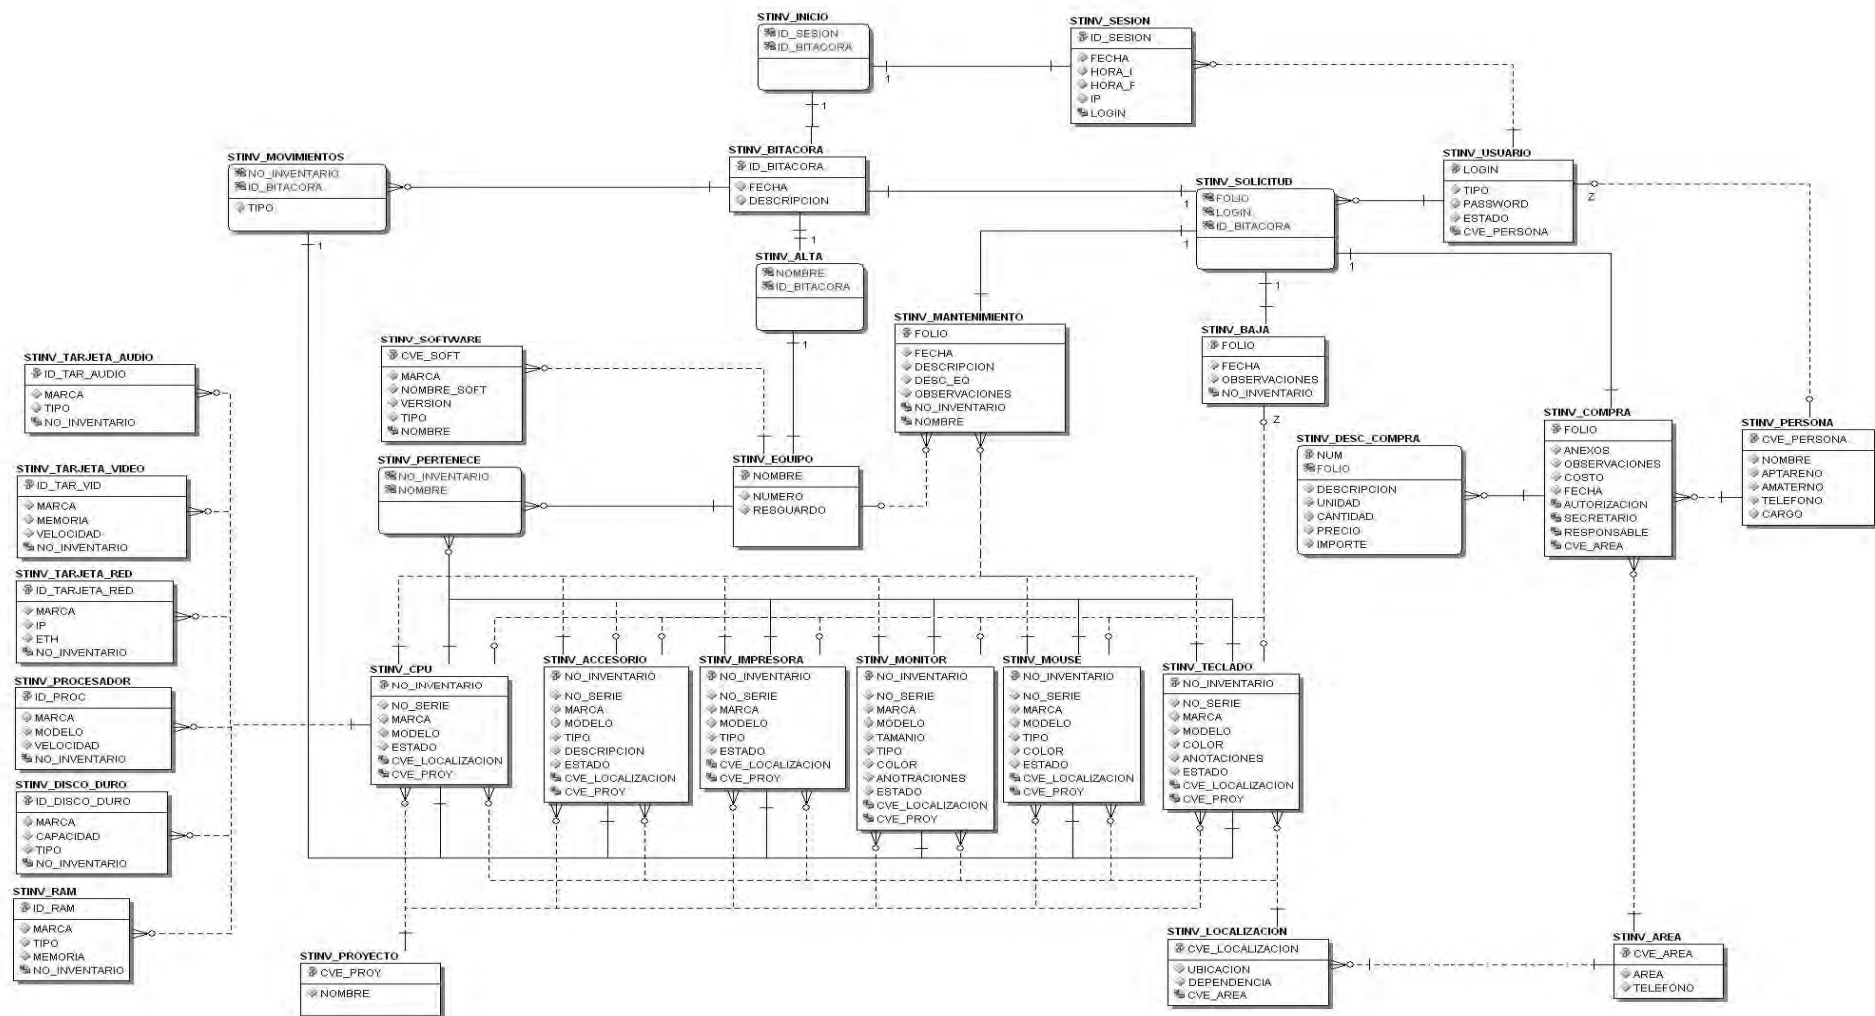 STINV_INICIO
ID_SESION
ID_BITACORA
STINV_SESION
ID_SESION
FECHA
HORA_I
HORA_F
IP
LOGIN
1
1
STINV_MOVIMIENTOS
NO_INVENTARIO
ID_BITACORA
TIPO
1
STINV_BITACORA
ID_BITACORA
FECHA
DESCRIPCION
1
STINV_SOLICITUD
FOLIO
LOGIN
ID_BITACORA
1
1
1
1
STINV_USUARIO
LOGIN
TIPO
PASSWORD
ESTADO
CVE_PERSONA
Z
STINV_ALTA
NOMBRE
ID_BITACORA
1
STINV_MANTENIMIENTO
FOLIO
FECHA
DESCRIPCION
DESC_EQ
OBSERVACIONES
NO_INVENTARIO
NOMBRE
STINV_BAJA
FOLIO
FECHA
OBSERVACIONES
NO_INVENTARIO
Z
STINV_SOFTWARE
CVE_SOFT
MARCA
NOMBRE_SOFT
VERSION
TIPO
NOMBRE
STINV_TARJETA_AUDIO
ID_TAR_AUDIO
MARCA
TIPO
NO_INVENTARIO
STINV_COMPRA
FOLIO
ANEXOS
OBSERVACIONES
COSTO
FECHA
AUTORIZACION
SECRETARIO
RESPONSABLE
CVE_AREA
STINV_PERSONA
CVE_PERSONA
NOMBRE
APTARENO
AMATERNO
TELEFONO
CARGO
STINV_DESC_COMPRA
NUM
FOLIO
DESCRIPCION
UNIDAD
CANTIDAD
PRECIO
IMPORTE
STINV_PERTENECE
NO_INVENTARIO
NOMBRE
STINV_EQUIPO
NOMBRE
NUMERO
RESGUARDO
STINV_TARJETA_VIDEO
ID_TAR_VID
MARCA
MEMORIA
VELOCIDAD
NO_INVENTARIO
STINV_TARJETA_RED
ID_TARJETA_RED
MARCA
IP
ETH
NO_INVENTARIO
STINV_PROCESADOR
ID_PROC
MARCA
MODELO
VELOCIDAD
NO_INVENTARIO
STINV_DISCO_DURO
ID_DISCO_DURO
MARCA
CAPACIDAD
TIPO
NO_INVENTARIO
STINV_RAM
ID_RAM
MARCA
TIPO
MEMORIA
NO_INVENTARIO
STINV_CPU
NO_INVENTARIO
NO_SERIE
MARCA
MODELO
ESTADO
CVE_LOCALIZACION
CVE_PROY
STINV_ACCESORIO
NO_INVENTARIO
NO_SERIE
MARCA
MODELO
TIPO
DESCRIPCION
ESTADO
CVE_LOCALIZACION
CVE_PROY
STINV_IMPRESORA
NO_INVENTARIO
NO_SERIE
MARCA
MODELO
TIPO
ESTADO
CVE_LOCALIZACION
CVE_PROY
STINV_MONITOR
NO_INVENTARIO
NO_SERIE
MARCA
MODELO
TAMANIO
TIPO
COLOR
ANOTRACIONES
ESTADO
CVE_LOCALIZACION
CVE_PROY
STINV_MOUSE
NO_INVENTARIO
NO_SERIE
MARCA
MODELO
TIPO
COLOR
ESTADO
CVE_LOCALIZACION
CVE_PROY
STINV_TECLADO
NO_INVENTARIO
NO_SERIE
MARCA
MODELO
COLOR
ANOTACIONES
ESTADO
CVE_LOCALIZACION
CVE_PROY
STINV_PROYECTO
CVE_PROY
NOMBRE
STINV_LOCALIZACION
CVE_LOCALIZACION
UBICACION
DEPENDENCIA
CVE_AREA
STINV_AREA
CVE_AREA
AREA
TELEFONO